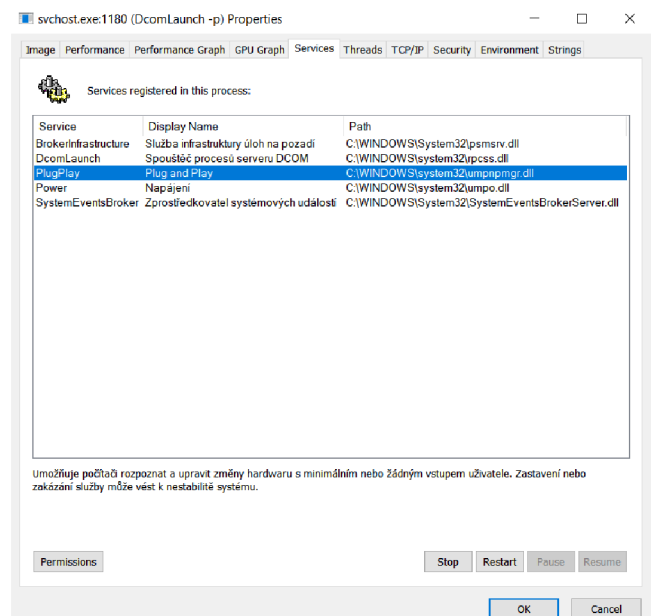 svchost.exe:1180 (DcomLaunch -p) Properties
Image Performance Performance Graph GPU Graph Services Threads TCP/IP Security Environment Strings
Services registered in this process:
Service Display Name Path
BrokerInfrastructure Služba infrastruktury úloh na pozadí C:\WINDOWS\System32\psmsrv.dll
DcomLaunch Spouštěč procesů serveru DCOM C:\WINDOWS\system32\rpcss.dll
PlugPlay Plug and Play C:\WINDOWS\system32\umpnpmgr.dll
Power Napájení C:\WINDOWS\system32\umpo.dll
SystemEventsBroker Zprostředkovatel systémových událostí C:\WINDOWS\System32\SystemEventsBrokerServer.dll
Umožňuje počítači rozpoznat a upravit změny hardwaru s minimálním nebo žádným vstupem uživatele. Zastavení nebo
zakázání služby může vést k nestabilitě systému.
Permissions Stop Restart Pause Resume
OK Cancel